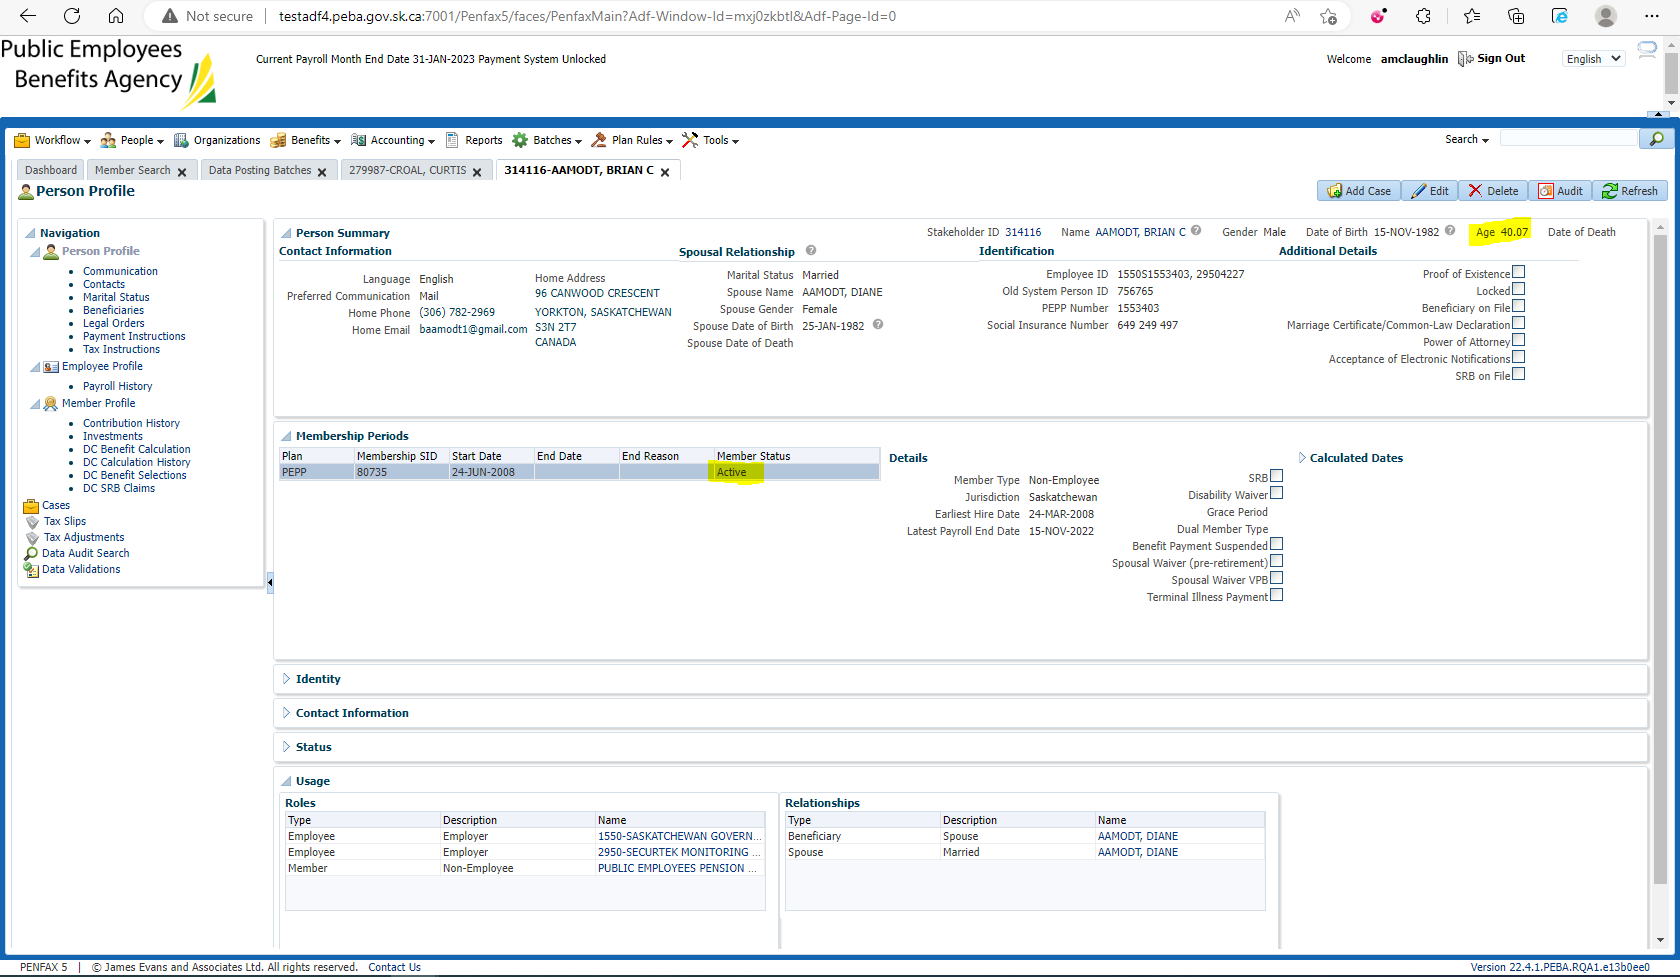 Not secure | testadf4.peba.gov.sk.ca:7001/Penfax5/faces/PenfaxMain?Adf-Window-Id=mxj0zkbtl&Adf-Page-Id=0
Public Employees
Benefits Agency
Current Payroll Month End Date 31-JAN-2023 Payment System Unlocked
Welcome amclaughlin Sign Out English
Workflow People Organizations Benefits Accounting Reports Batches Plan Rules Tools Search
Dashboard Member Search Data Posting Batches 279987-CROAL, CURTIS 314116-AAMODT, BRIAN C
Person Profile
Add Case Edit Delete Audit Refresh
Navigation
Person Profile
Communication
Contacts
Marital Status
Beneficiaries
Legal Orders
Payment Instructions
Tax Instructions
Employee Profile
Payroll History
Member Profile
Contribution History
Investments
DC Benefit Calculation
DC Calculation History
DC Benefit Selections
DC SRB Claims
Cases
Tax Slips
Tax Adjustments
Data Audit Search
Data Validations
Person Summary
Stakeholder ID 314116 Name AAMODT, BRIAN C Gender Male Date of Birth 15-NOV-1982 Age 40.07 Date of Death
Contact Information
Language English
Preferred Communication Mail
Home Phone (306) 782-2969
Home Email baamodt1@gmail.com
Home Address
96 CANWOOD CRESCENT
YORKTON, SASKATCHEWAN
S3N 2T7
CANADA
Spousal Relationship
Marital Status Married
Spouse Name AAMODT, DIANE
Spouse Gender Female
Spouse Date of Birth 25-JAN-1982
Spouse Date of Death
Identification
Employee ID 1550S1553403, 29504227
Old System Person ID 756765
PEPP Number 1553403
Social Insurance Number 649 249 497
Additional Details
Proof of Existence
Locked
Beneficiary on File
Marriage Certificate/Common-Law Declaration
Power of Attorney
Acceptance of Electronic Notifications
SRB on File
Membership Periods
Plan Membership SID Start Date End Date End Reason Member Status
PEPP 80735 24-JUN-2008 Active
Details
Member Type Non-Employee
Jurisdiction Saskatchewan
Earliest Hire Date 24-MAR-2008
Latest Payroll End Date 15-NOV-2022
SRB
Disability Waiver
Grace Period
Dual Member Type
Benefit Payment Suspended
Spousal Waiver (pre-retirement)
Spousal Waiver VPB
Terminal Illness Payment
Calculated Dates
Identity
Contact Information
Status
Usage
Roles
Type Description Name
Employee Employer 1550-SASKATCHEWAN GOVERN...
Employee Employer 2950-SECURTEK MONITORING ...
Member Non-Employee PUBLIC EMPLOYEES PENSION ...
Relationships
Type Description Name
Beneficiary Spouse AAMODT, DIANE
Spouse Married AAMODT, DIANE
PENFAX 5 | © James Evans and Associates Ltd. All rights reserved. Contact Us
Version 22.4.1.PEBA.RQA1.e13b0ee0